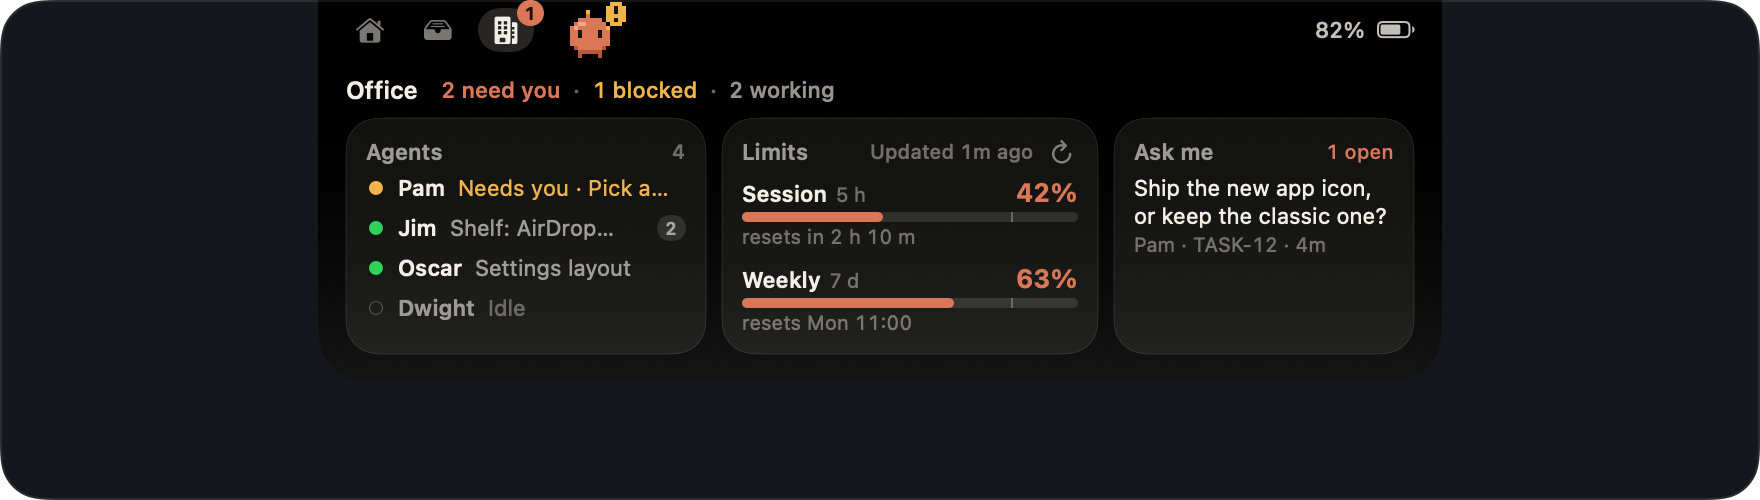 1
82%
Office 2 need you · 1 blocked · 2 working
Agents 4
Pam Needs you · Pick a...
Jim Shelf: AirDrop... 2
Oscar Settings layout
Dwight Idle
Limits Updated 1m ago
Session 5 h 42%
resets in 2 h 10 m
Weekly 7 d 63%
resets Mon 11:00
Ask me 1 open
Ship the new app icon,
or keep the classic one?
Pam · TASK-12 · 4m